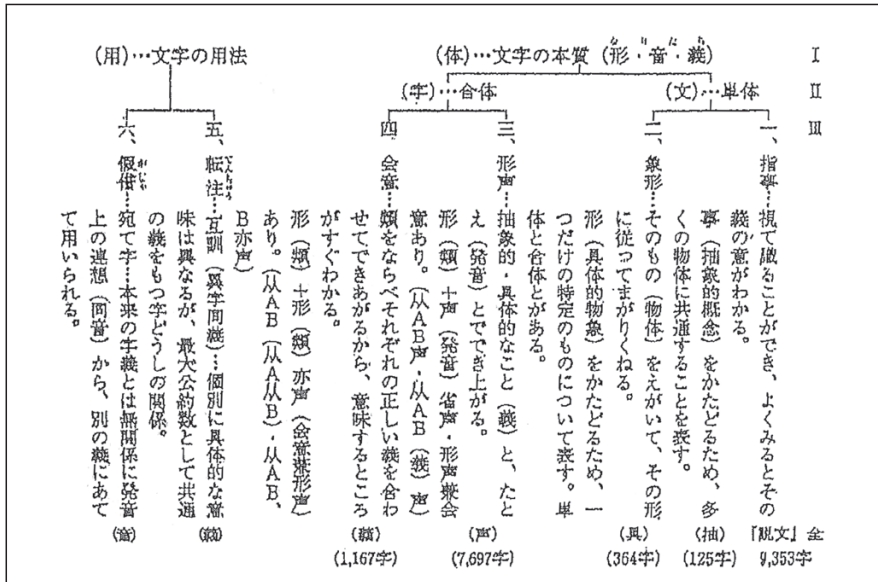 I
(体)…文字の本質 (形・音・義)
(用)…文字の用法
II
(文)…単体
(字)…合体
III
一、指事…視て識ることができ、よくみるとその
義の意がわかる。
事（抽象的概念）をかたどるため、多
くの物体に共通することを表す。
二、象形…そのもの（物体）をえがいて、その形
に従ってまがりくねる。
形（具体的物象）をかたどるため、一
つだけの特定のものについて表す。単
体と合体とがある。
三、形声…抽象的・具体的なこと（義）と、たと
え（発音）とででき上がる。
形（類）＋声（発音）省声・形声兼会
意あり。（从AB声・从AB（義）声）
四、会意…類をならべそれぞれの正しい義を合わ
せてできあがるから、意味するところ
がすぐわかる。
形（類）＋形（類）亦声（会意兼形声）
あり。（从AB（从A从B）・从AB、
B亦声）
五、転注…互訓（異字同義）…個別に具体的な意
味は異なるが、最大公約数として共通
の義をもつ字どうしの関係。
六、仮借…宛て字…本来の字義とは無関係に発音
上の連想（同音）から、別の義にあて
て用いられる。
『説文』全
9,353字
(抽)
(125字)
(具)
(364字)
(声)
(7,697字)
(義)
(1,167字)
(義)
(音)